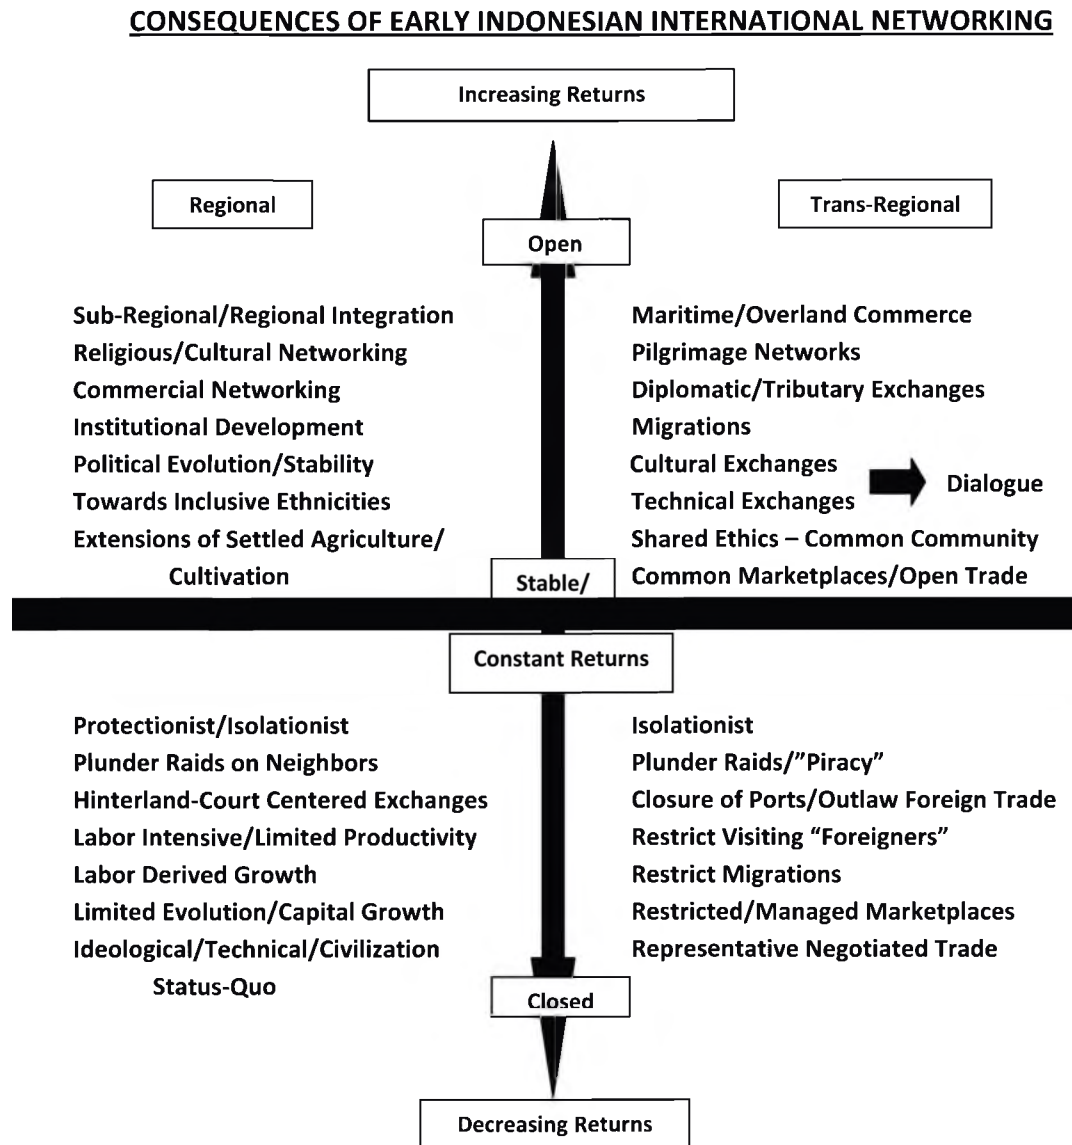 CONSEQUENCES OF EARLY INDONESIAN INTERNATIONAL NETWORKING
Increasing Returns
Regional
Trans-Regional
Open
Sub-Regional/Regional Integration
Religious/Cultural Networking
Commercial Networking
Institutional Development
Political Evolution/Stability
Towards Inclusive Ethnicities
Extensions of Settled Agriculture/
Cultivation
Maritime/Overland Commerce
Pilgrimage Networks
Diplomatic/Tributary Exchanges
Migrations
Cultural Exchanges
Technical Exchanges
Dialogue
Shared Ethics – Common Community
Common Marketplaces/Open Trade
Stable/
Constant Returns
Protectionist/Isolationist
Plunder Raids on Neighbors
Hinterland-Court Centered Exchanges
Labor Intensive/Limited Productivity
Labor Derived Growth
Limited Evolution/Capital Growth
Ideological/Technical/Civilization
Status-Quo
Isolationist
Plunder Raids/”Piracy”
Closure of Ports/Outlaw Foreign Trade
Restrict Visiting “Foreigners”
Restrict Migrations
Restricted/Managed Marketplaces
Representative Negotiated Trade
Closed
Decreasing Returns